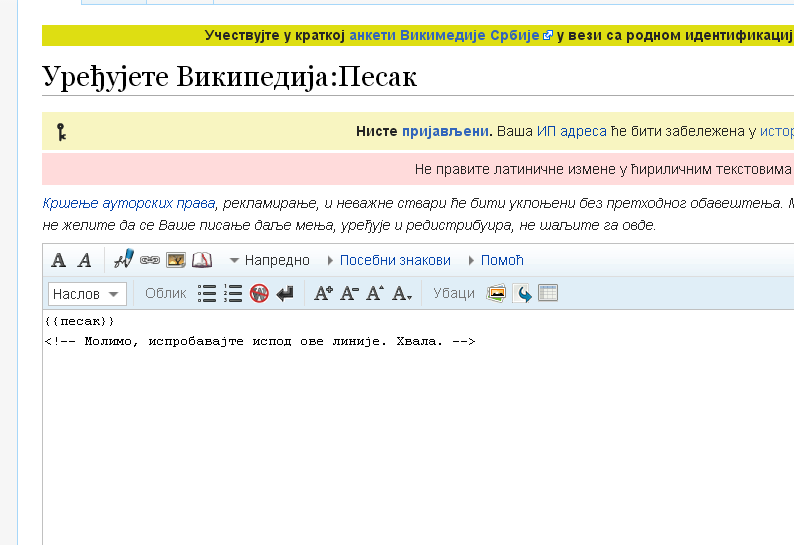 Учествујте у краткој анкети Викимедије Србије у вези са родном идентификациј
Уређујете Википедија:Песак
Нисте пријављени. Ваша ИП адреса ће бити забележена у истор
Не правите латиничне измене у ћириличним текстовима
Кршење ауторских права, рекламирање, и неважне ствари ће бити уклоњени без претходног обавештења.
не желите да се Ваше писање даље мења, уређује и редистрибуира, не шаљите га овде.
А А Напредно Посебни знакови Помоћ
Наслов Облик А А А А Убаци
{{песак}}
<!-- Молимо, испробавајте испод ове линије. Хвала. -->